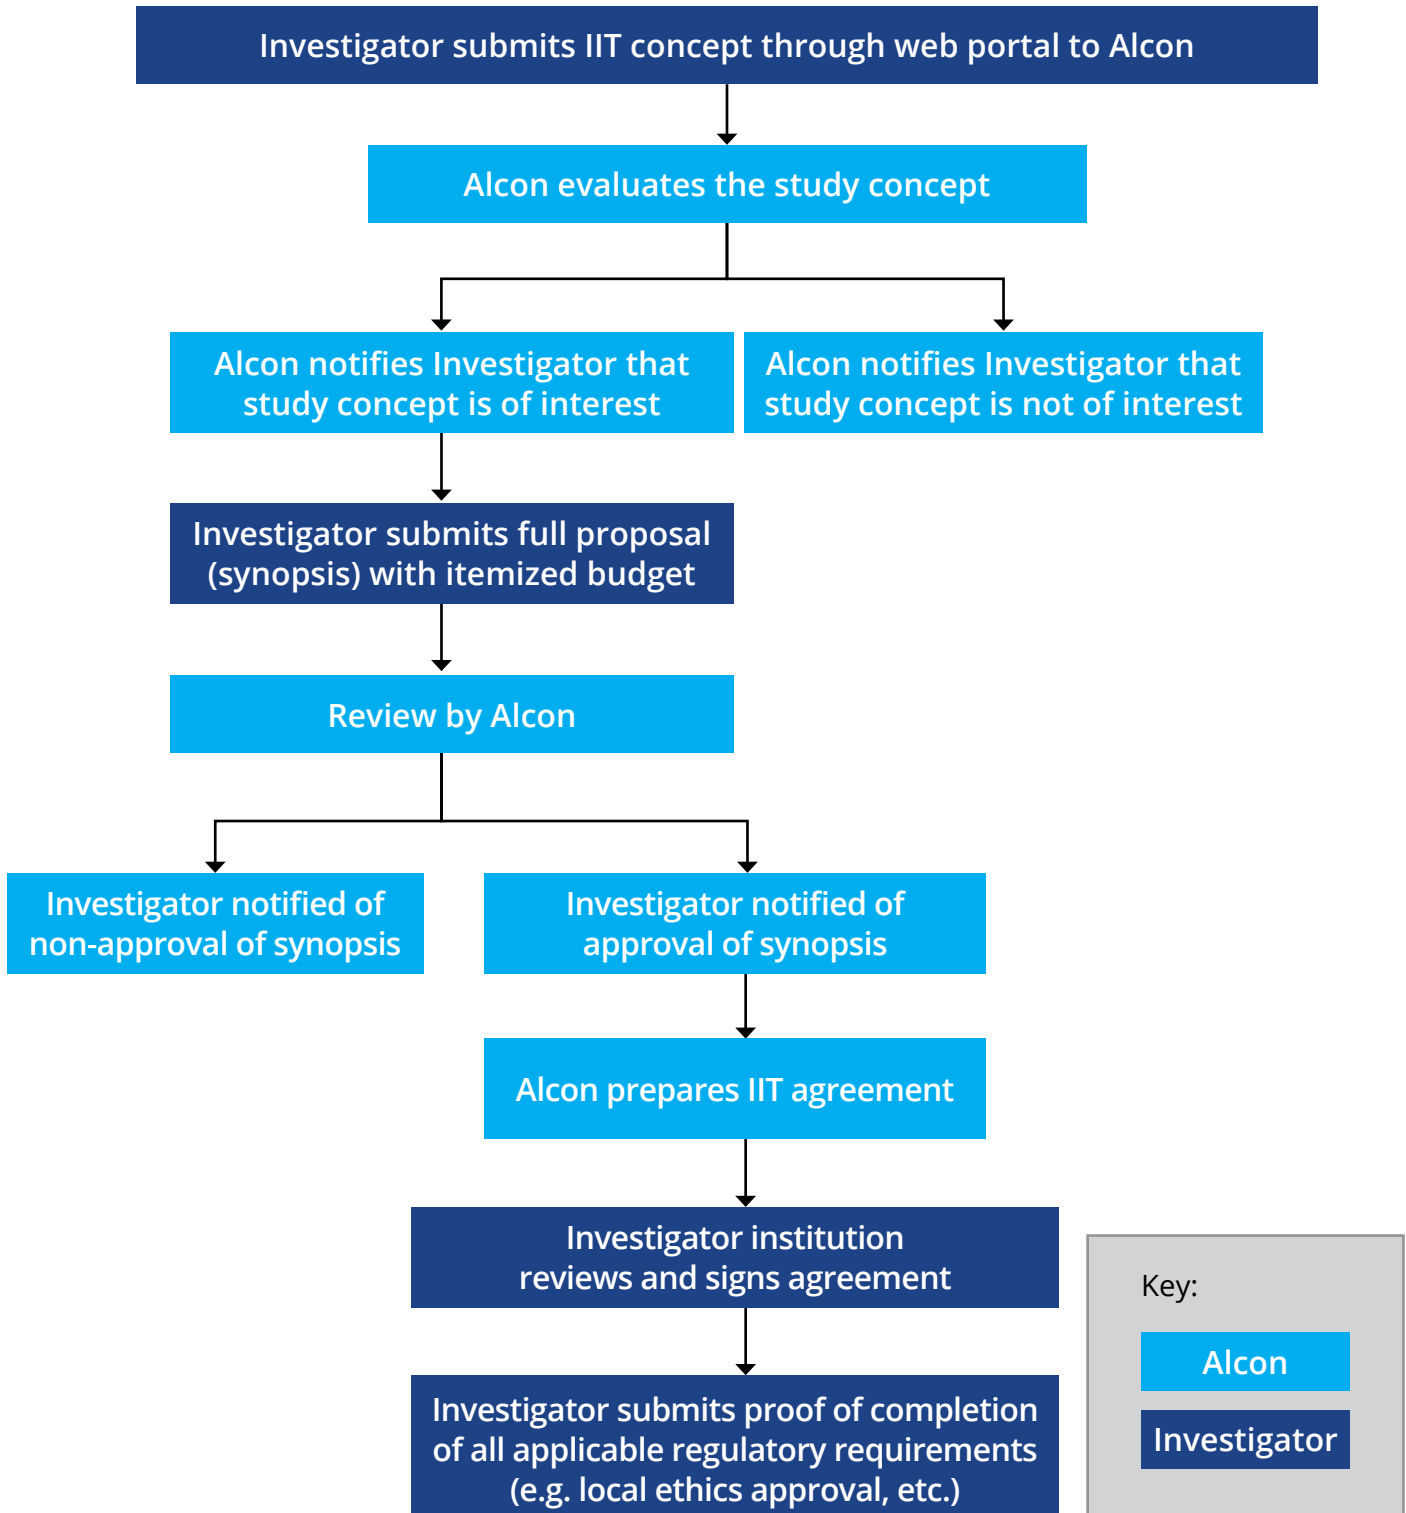 Investigator submits IIT concept through web portal to Alcon
Alcon evaluates the study concept
Alcon notifies Investigator that
study concept is of interest
Alcon notifies Investigator that
study concept is not of interest
Investigator submits full proposal
(synopsis) with itemized budget
Review by Alcon
Investigator notified of
non-approval of synopsis
Investigator notified of
approval of synopsis
Alcon prepares IIT agreement
Investigator institution
reviews and signs agreement
Investigator submits proof of completion
of all applicable regulatory requirements
(e.g. local ethics approval, etc.)
Key:
Alcon
Investigator